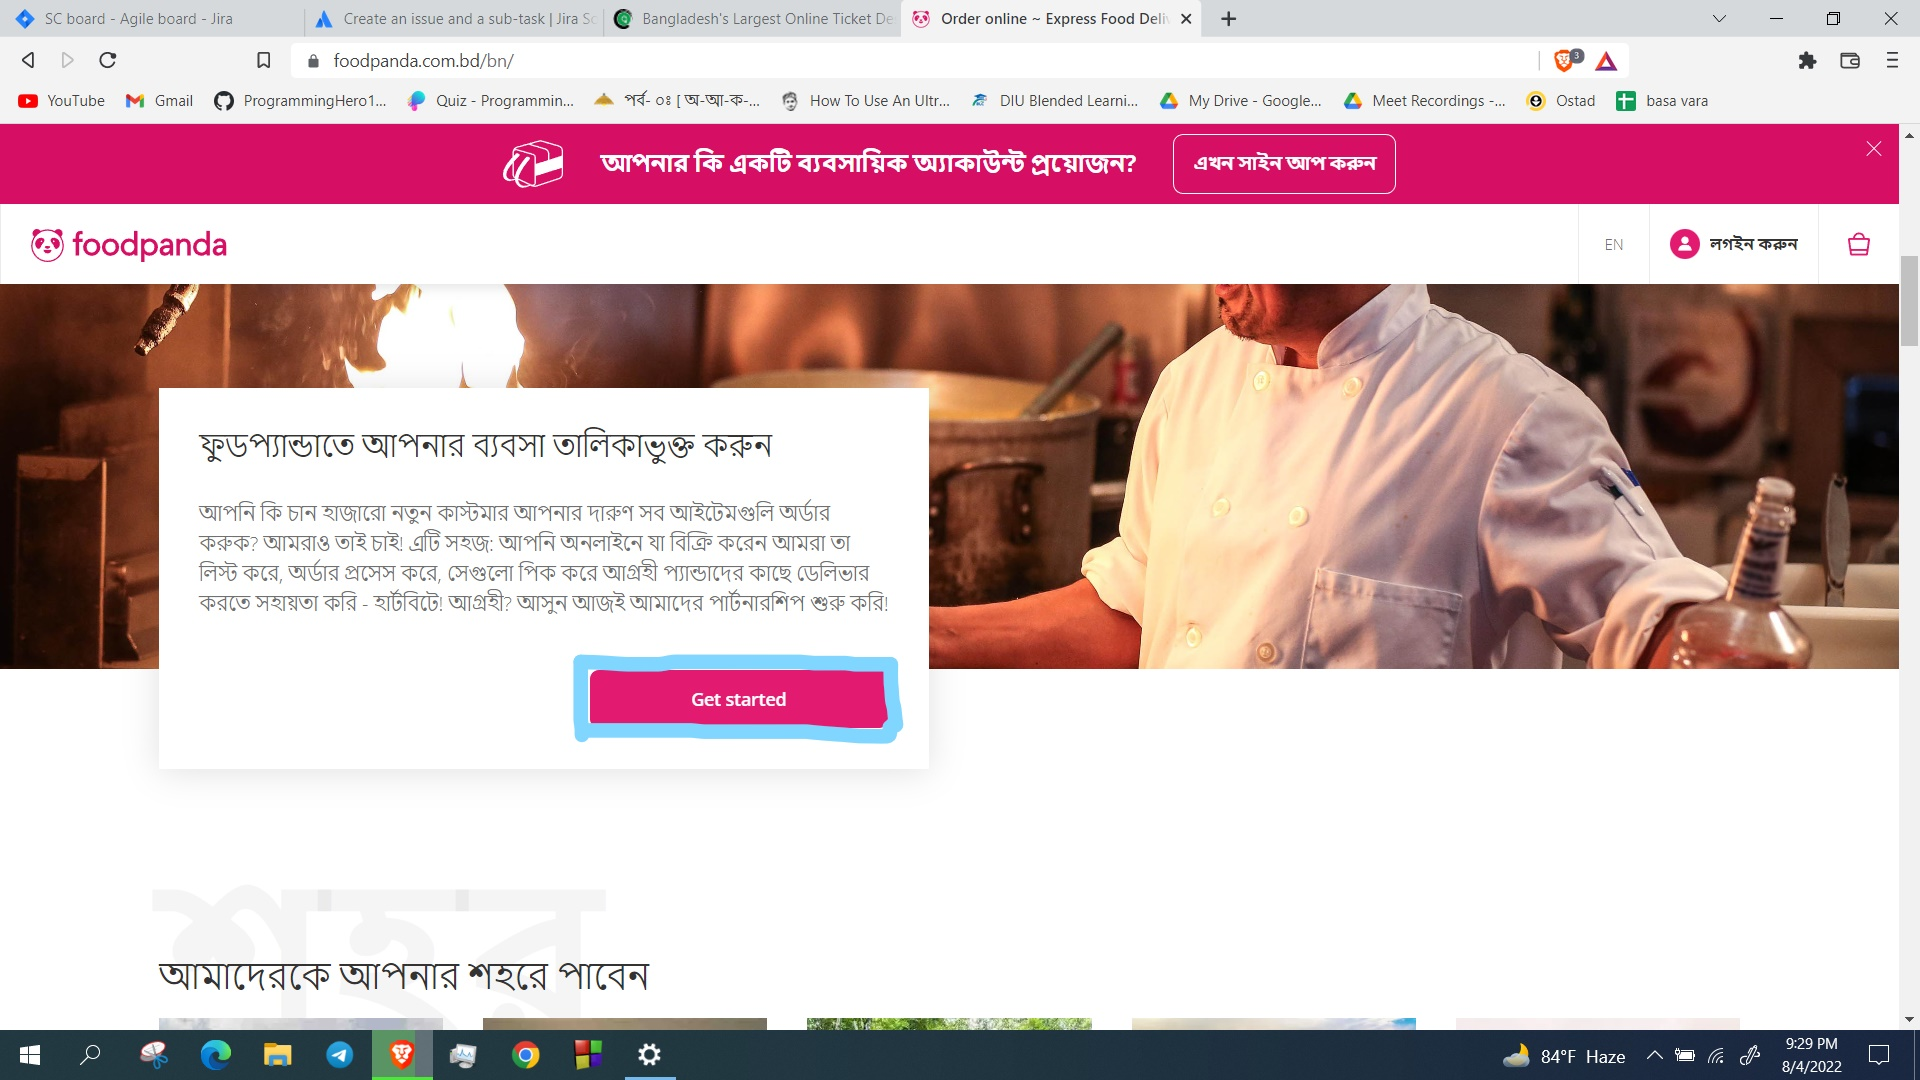 SC board - Agile board - Jira
Create an issue and a sub-task | Jira Sc
Bangladesh's Largest Online Ticket De
Order online ~ Express Food Deliv
foodpanda.com.bd/bn/
3
YouTube
Gmail
ProgrammingHero1...
Quiz - Programmin...
পর্ব- ০ঃ [ অ-আ-ক-...
How To Use An Ultr...
DIU Blended Learni...
My Drive - Google...
Meet Recordings -...
Ostad
basa vara
আপনার কি একটি ব্যবসায়িক অ্যাকাউন্ট প্রয়োজন?
এখন সাইন আপ করুন
foodpanda
EN
লগইন করুন
ফুডপ্যান্ডাতে আপনার ব্যবসা তালিকাভুক্ত করুন
আপনি কি চান হাজারো নতুন কাস্টমার আপনার দারুণ সব আইটেমগুলি অর্ডার
করুক? আমরাও তাই চাই! এটি সহজ: আপনি অনলাইনে যা বিক্রি করেন আমরা তা
লিস্ট করে, অর্ডার প্রসেস করে, সেগুলো পিক করে আগ্রহী প্যান্ডাদের কাছে ডেলিভার
করতে সহায়তা করি - হার্টবিটে! আগ্রহী? আসুন আজই আমাদের পার্টনারশিপ শুরু করি!
Get started
শহর
আমাদেরকে আপনার শহরে পাবেন
84°F Haze
9:29 PM
8/4/2022